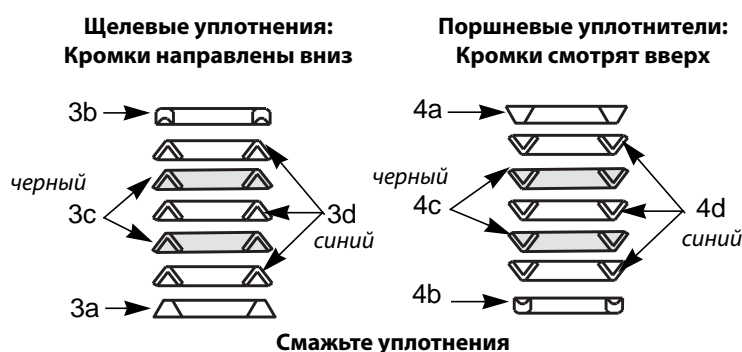 Щелевые уплотнения:
Кромки направлены вниз
3b
черный
3c
3d
синий
3a
Поршневые уплотнители:
Кромки смотрят вверх
4a
черный
4c
4d
синий
4b
Смажьте уплотнения